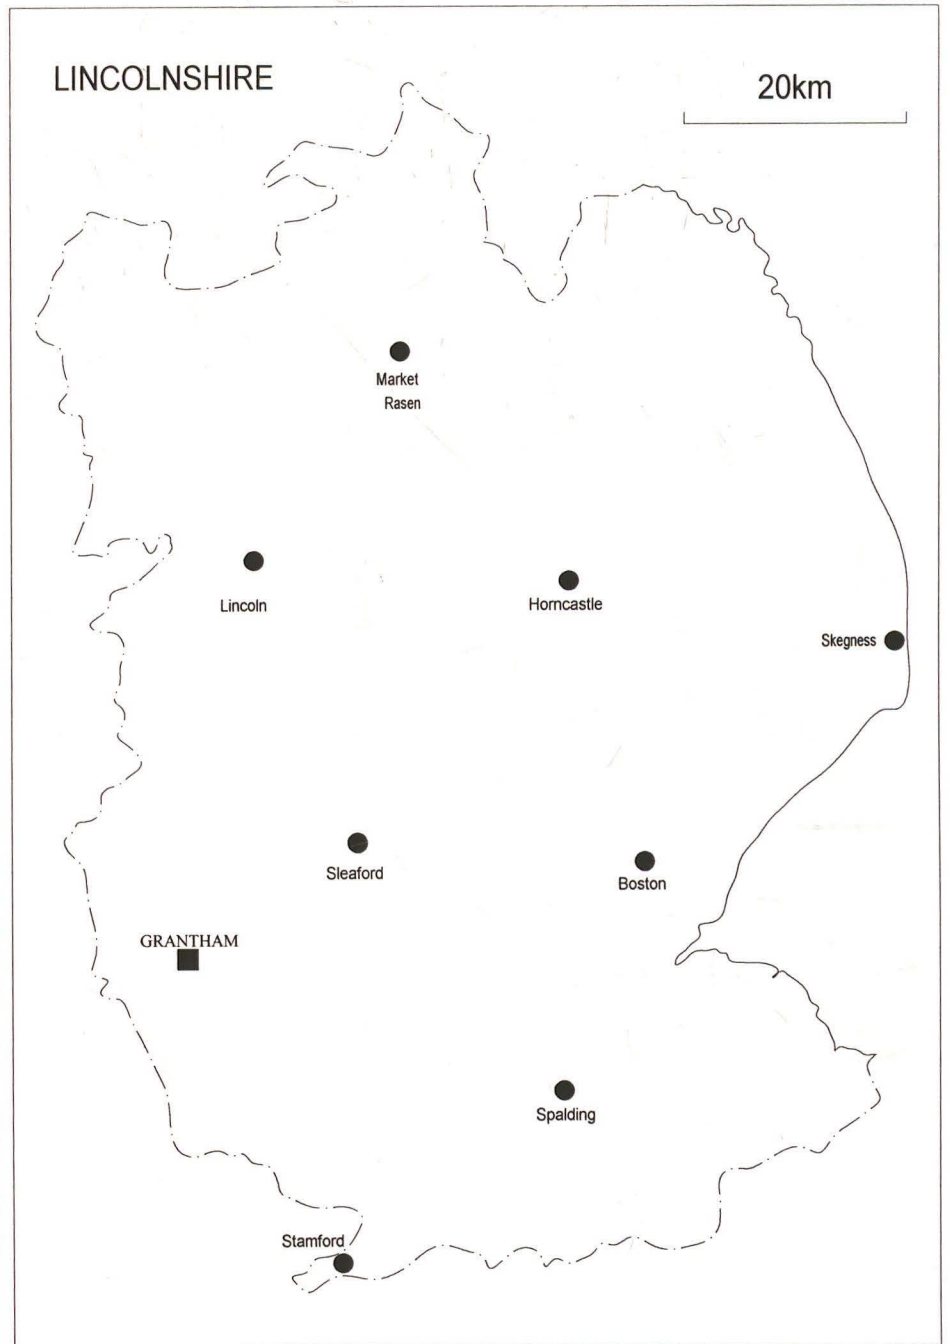 LINCOLNSHIRE
20km
Market
Rasen
Lincoln
Horncastle
Skegness
Sleaford
Boston
GRANTHAM
Spalding
Stamford